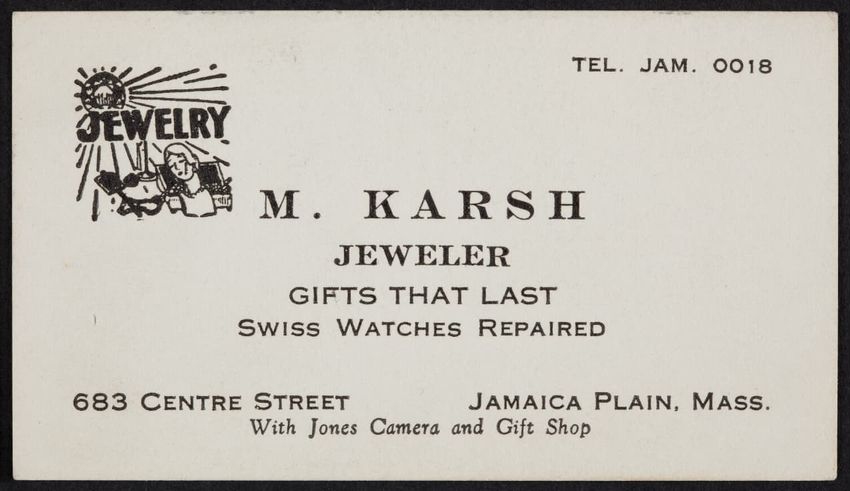 TEL. JAM. 0018
JEWELRY
M. KARSH
JEWELER
GIFTS THAT LAST
SWISS WATCHES REPAIRED
683 CENTRE STREET JAMAICA PLAIN, MASS.
With Jones Camera and Gift Shop